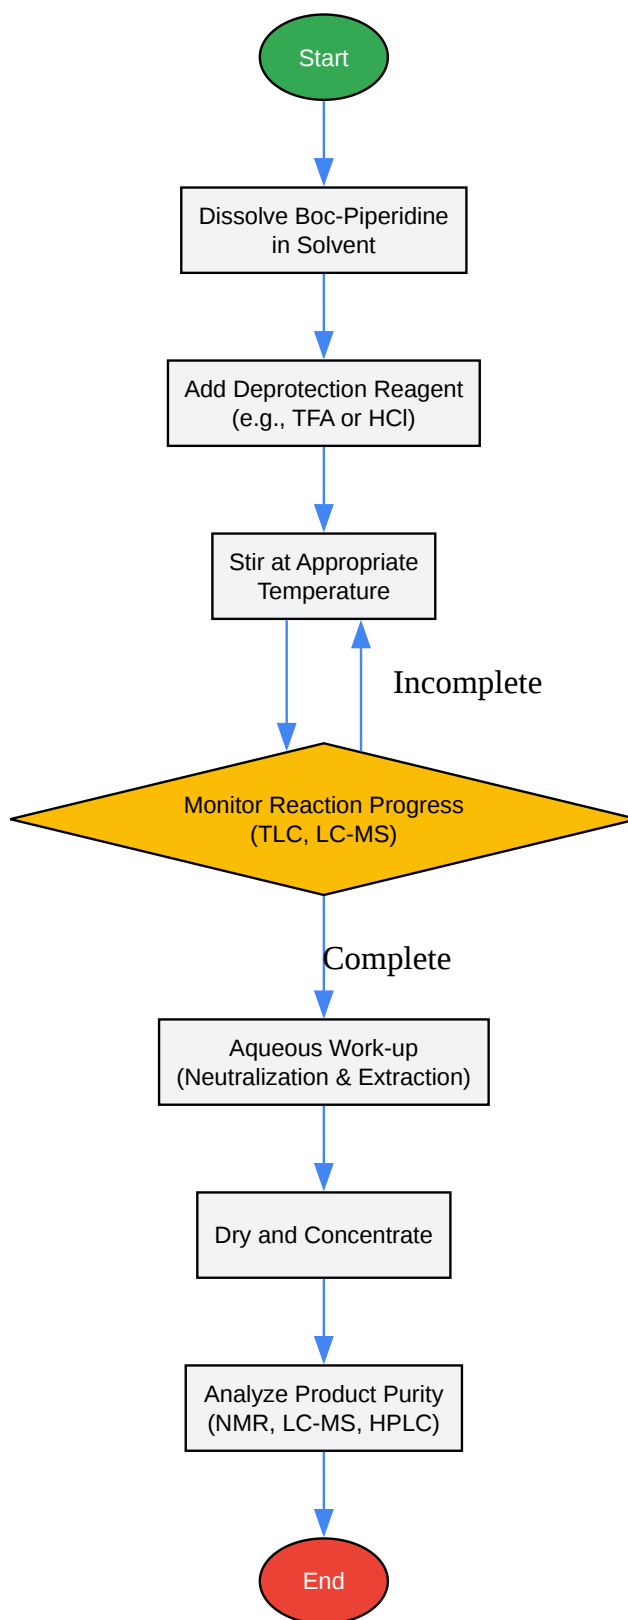 Start
Dissolve Boc-Piperidine
in Solvent
Add Deprotection Reagent
(e.g., TFA or HCl)
Stir at Appropriate
Temperature
Incomplete
Monitor Reaction Progress
(TLC, LC-MS)
Complete
Aqueous Work-up
(Neutralization & Extraction)
Dry and Concentrate
Analyze Product Purity
(NMR, LC-MS, HPLC)
End